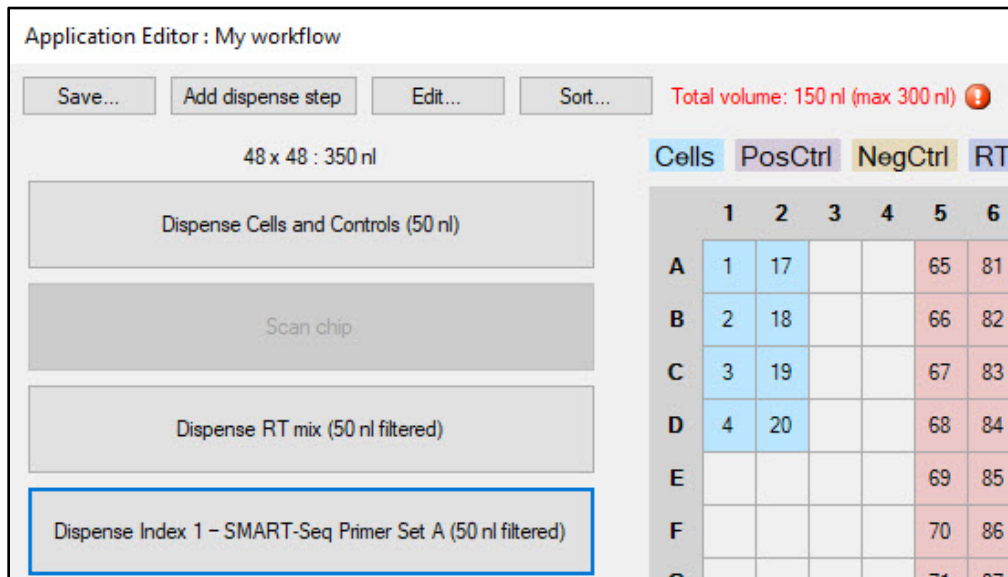 Application Editor : My workflow
Save... Add dispense step Edit... Sort... Total volume: 150 nl (max 300 nl)
48 x 48 : 350 nl
Cells PosCtrl NegCtrl RT
Dispense Cells and Controls (50 nl)
1 2 3 4 5 6
A 1 17 65 81
Scan chip
B 2 18 66 82
C 3 19 67 83
Dispense RT mix (50 nl filtered)
D 4 20 68 84
E 69 85
Dispense Index 1 – SMART-Seq Primer Set A (50 nl filtered)
F 70 86